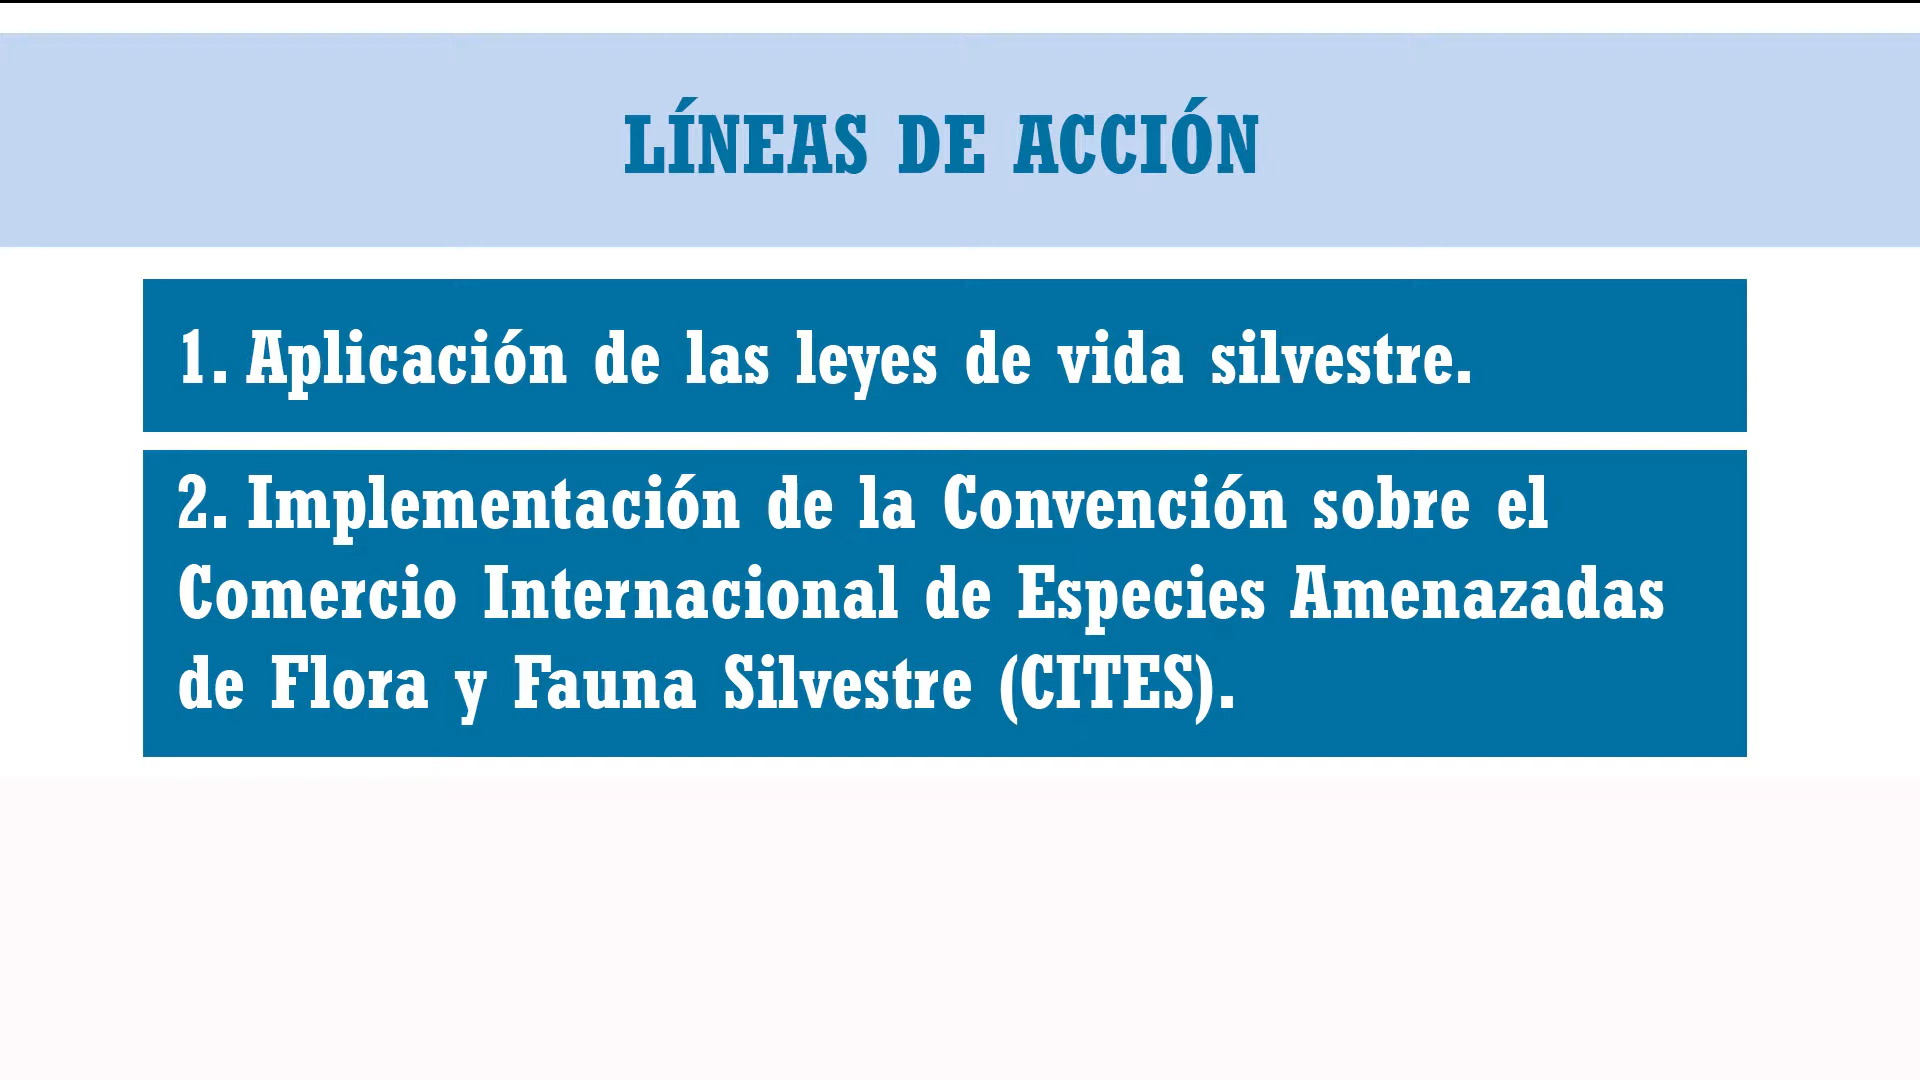 LÍNEAS DE ACCIÓN
1. Aplicación de las leyes de vida silvestre.
2. Implementación de la Convención sobre el
Comercio Internacional de Especies Amenazadas
de Flora y Fauna Silvestre (CITES).